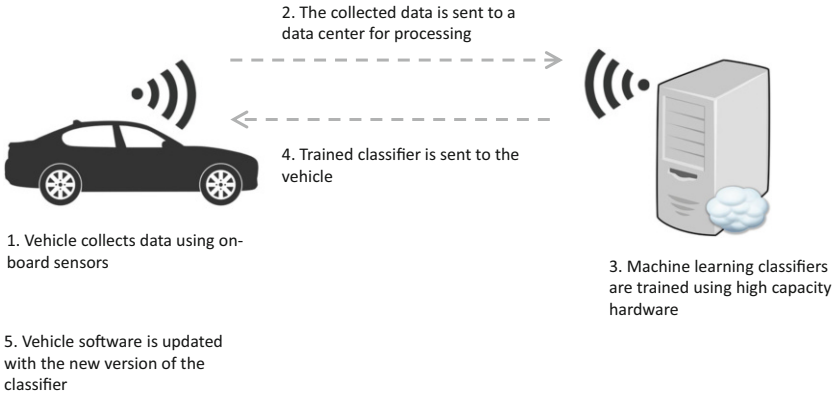 2. The collected data is sent to a
data center for processing
4. Trained classifier is sent to the
vehicle
1. Vehicle collects data using on-
board sensors
3. Machine learning classifiers
are trained using high capacity
hardware
5. Vehicle software is updated
with the new version of the
classifier